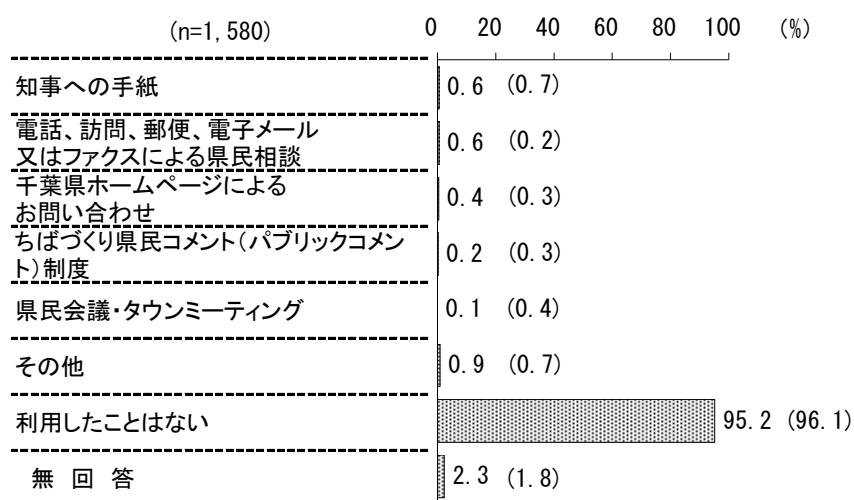 (n=1,580) 0 20 40 60 80 100 (%)
知事への手紙 0.6 (0.7)
電話、訪問、郵便、電子メール
又はファクスによる県民相談 0.6 (0.2)
千葉県ホームページによる
お問い合わせ 0.4 (0.3)
ちばづくり県民コメント(パブリックコメン
ト)制度 0.2 (0.3)
県民会議・タウンミーティング 0.1 (0.4)
その他 0.9 (0.7)
利用したことはない 95.2 (96.1)
無 回 答 2.3 (1.8)